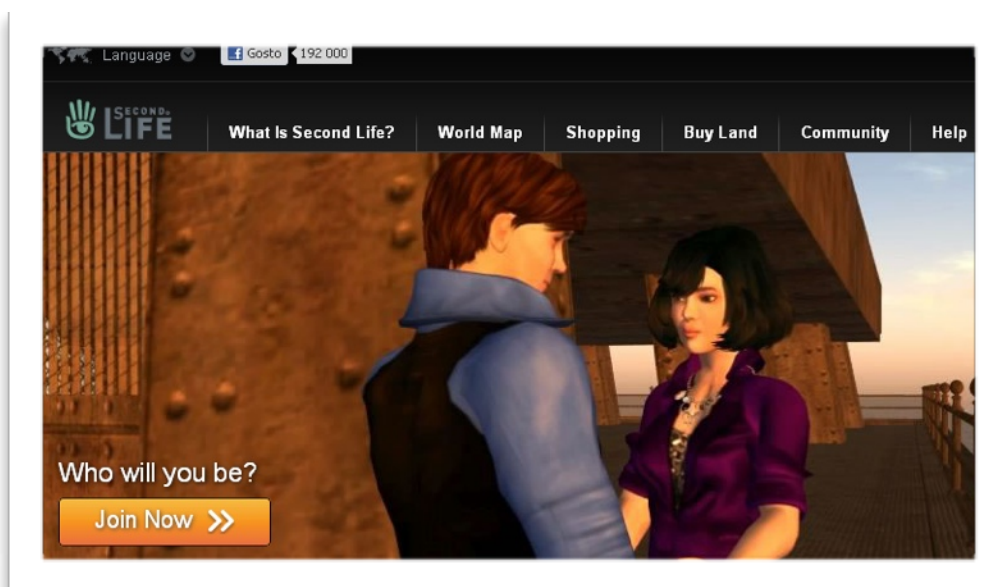 Language
Gosto 192 000
SECOND
LIFE
What Is Second Life? World Map Shopping Buy Land Community Help
Who will you be?
Join Now